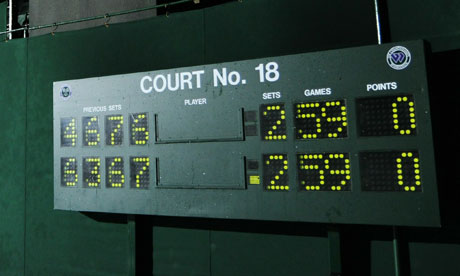 COURT No. 18
PREVIOUS SETS PLAYER SETS GAMES POINTS
4 6 7 6 2 59 0
6 3 6 7 2 59 0